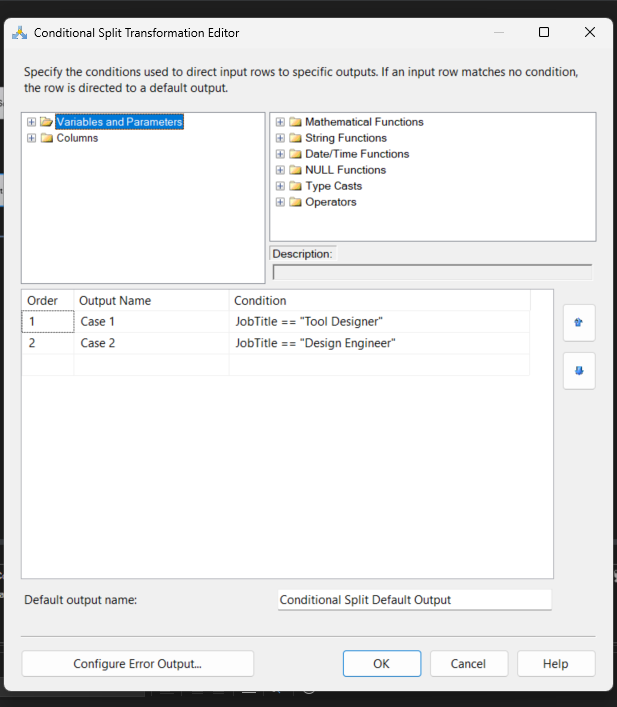 Conditional Split Transformation Editor
Specify the conditions used to direct input rows to specific outputs. If an input row matches no condition,
the row is directed to a default output.
Variables and Parameters
Columns
Mathematical Functions
String Functions
Date/Time Functions
NULL Functions
Type Casts
Operators
Description:
Order Output Name Condition
1 Case 1 JobTitle == "Tool Designer"
2 Case 2 JobTitle == "Design Engineer"
Default output name: Conditional Split Default Output
Configure Error Output... OK Cancel Help